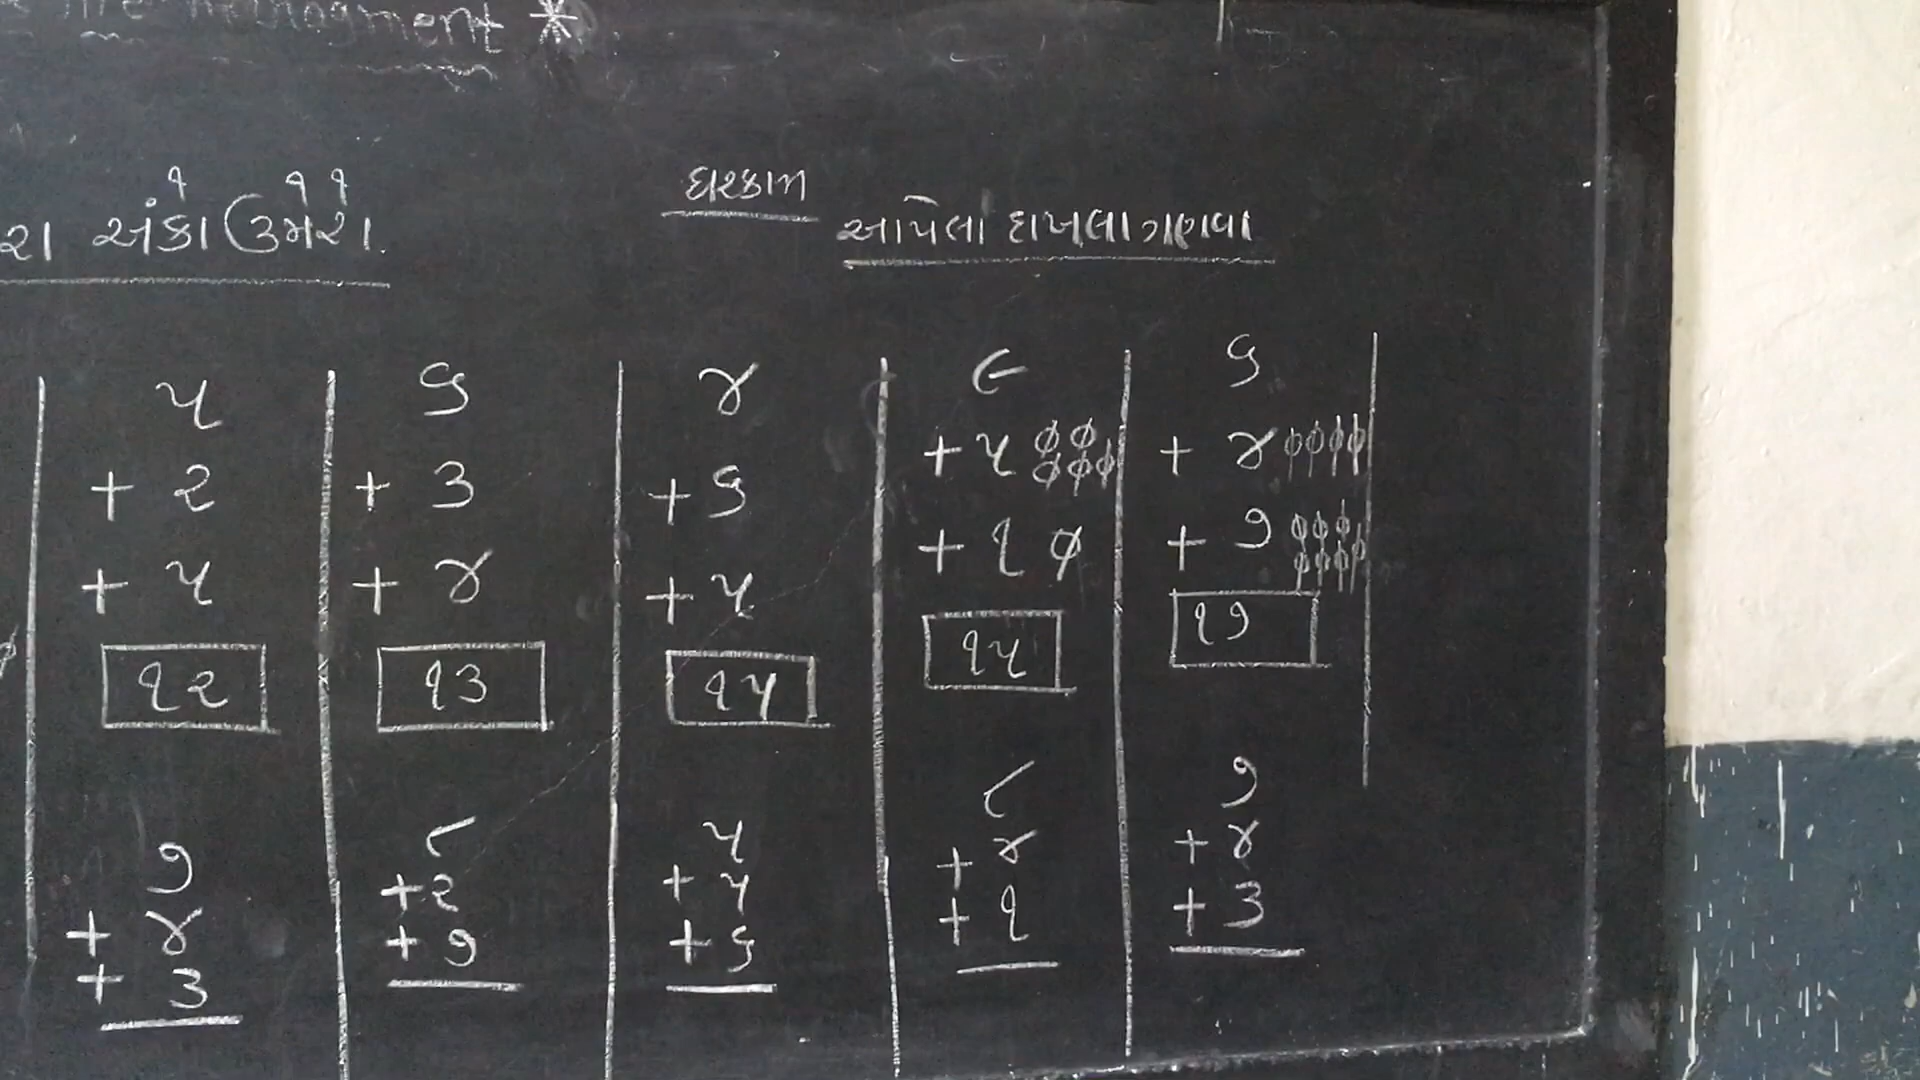 ઘરકામ
રા અંકો ઉમેરો.
આપેલા દાખલા ગણવા
૫ ૬ ૪ ૯ ૬
+ ૨ + ૩ + ૬ + ૫ + ૪
+ ૫ + ૪ + ૫ + ૧ + ૭
૧૨ ૧૩ ૧૫ ૧૫ ૧૭
૭ ૮ ૫ ૮ ૭
+ ૪ + ૨ + ૫ + ૪ + ૪
+ ૩ + ૭ + ૬ + ૧ + ૩